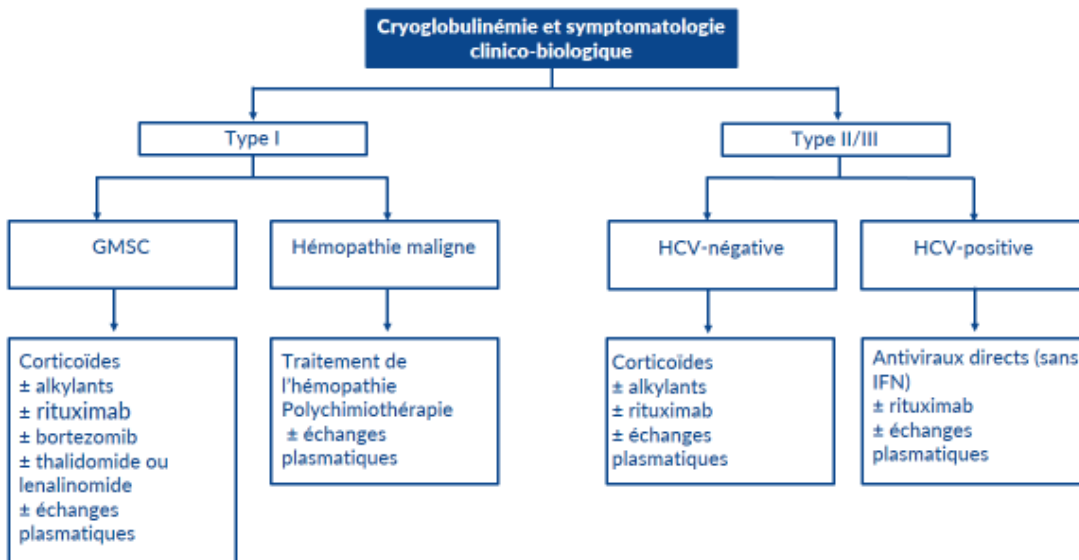 Cryoglobulinémie et symptomatologie
clinico-biologique
Type I
Type II/III
GMSC
Hémopathie maligne
HCV-négative
HCV-positive
Corticoïdes
± alkylants
± rituximab
± bortezomib
± thalidomide ou
lenalinomide
± échanges
plasmatiques
Traitement de
l'hémopathie
Polychimiothérapie
± échanges
plasmatiques
Corticoïdes
± alkylants
± rituximab
± échanges
plasmatiques
Antiviraux directs (sans
IFN)
± rituximab
± échanges
plasmatiques